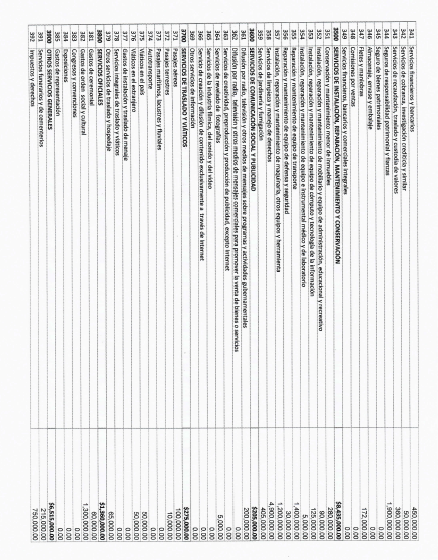 341 Servicios financieros y bancarios 450,000.00
342 Servicios de cobranza, investigación crediticia y similar 0.00
343 Servicios de recaudación, traslado y custodia de valores 380,000.00
344 Seguros de responsabilidad patrimonial y fianzas 50,000.00
345 Seguro de bienes patrimoniales 1,900,000.00
346 Almacenaje, envase y embalaje 0.00
347 Fletes y maniobras 172,000.00
348 Comisiones por ventas 0.00
349 Servicios financieros, bancarios y comerciales integrales 0.00
3500 SERVICIOS DE INSTALACIÓN, REPARACIÓN, MANTENIMIENTO Y CONSERVACIÓN
351 Conservación y mantenimiento menor de inmuebles 280,000.00
352 Instalación, reparación y mantenimiento de mobiliario y equipo de administración, educacional y recreativo 90,000.00
353 Instalación, reparación y mantenimiento de equipo de cómputo y tecnología de la información 125,000.00
354 Instalación, reparación y mantenimiento de equipo e instrumental médico y de laboratorio 5,000.00
355 Reparación y mantenimiento de equipo de transporte 1,400,000.00
356 Reparación y mantenimiento de equipo de defensa y seguridad 30,000.00
357 Instalación, reparación y mantenimiento de maquinaria, otros equipos y herramienta 1,300,000.00
358 Servicios de limpieza y manejo de desechos
359 Servicios de jardinería y fumigación 405,000.00
3600 SERVICIOS DE COMUNICACIÓN SOCIAL Y PUBLICIDAD $205,000.00
361 Difusión por radio, televisión y otros medios de mensajes sobre programas y actividades gubernamentales 200,000.00
362 Difusión por radio, televisión y otros medios de mensajes comerciales para promover la venta de bienes o servicios 0.00
363 Servicios de creatividad, preproducción y producción de publicidad, excepto internet 0.00
364 Servicios de revelado de fotografías 5,000.00
365 Servicios de la industria fílmica, del sonido y del video 0.00
366 Servicio de creación y difusión de contenido exclusivamente a través de internet 0.00
369 Otros servicios de información 0.00
3700 SERVICIOS DE TRASLADO Y VIÁTICOS $275,000.00
371 Pasajes aéreos 100,000.00
372 Pasajes terrestres 10,000.00
373 Pasajes marítimos, lacustres y fluviales 0.00
374 Autotransporte 0.00
375 Viáticos en el país 50,000.00
376 Viáticos en el extranjero 50,000.00
377 Gastos de instalación y traslado de menaje 0.00
378 Servicios integrales de traslado y viáticos 0.00
379 Otros servicios de traslado y hospedaje 65,000.00
3800 SERVICIOS OFICIALES $1,360,000.00
381 Gastos de ceremonial 60,000.00
382 Gastos de orden social y cultural 1,300,000.00
383 Congresos y convenciones 0.00
384 Exposiciones 0.00
385 Gastos de representación 0.00
3900 OTROS SERVICIOS GENERALES $6,515,000.00
391 Servicios funerarios y de cementerios 215,000.00
392 Impuestos y derechos 750,000.00